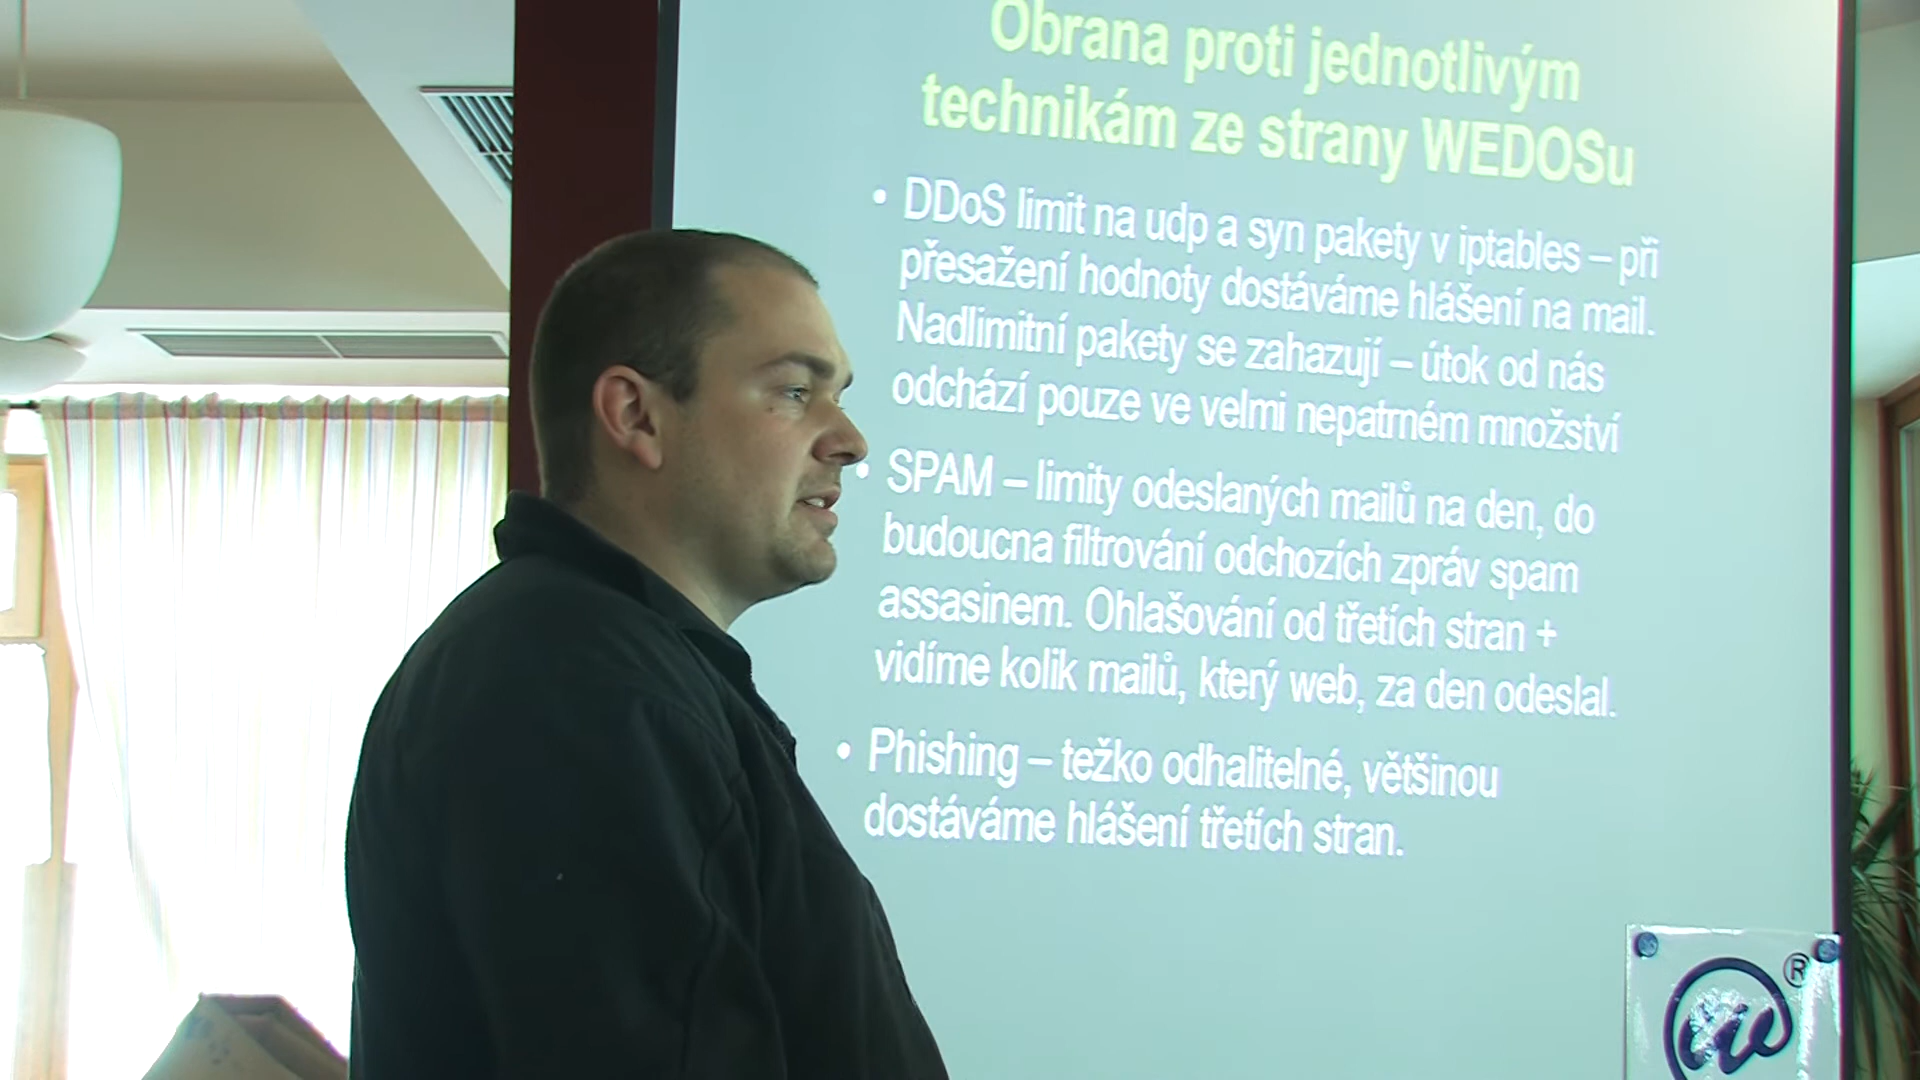 Obrana proti jednotlivým
technikám ze strany WEDOSu
• DDoS limit na udp a syn pakety v iptables – při
přesažení hodnoty dostáváme hlášení na mail.
Nadlimitní pakety se zahazují – útok od nás
odchází pouze ve velmi nepatrném množství
• SPAM – limity odeslaných mailů na den, do
budoucna filtrování odchozích zpráv spam
assasinem. Ohlašování od třetích stran +
vidíme kolik mailů, který web, za den odeslal.
• Phishing – težko odhalitelné, většinou
dostáváme hlášení třetích stran.
w
®